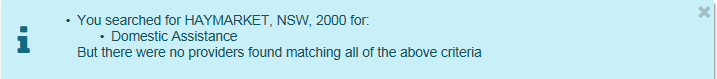 • You searched for HAYMARKET, NSW, 2000 for:
• Domestic Assistance
But there were no providers found matching all of the above criteria